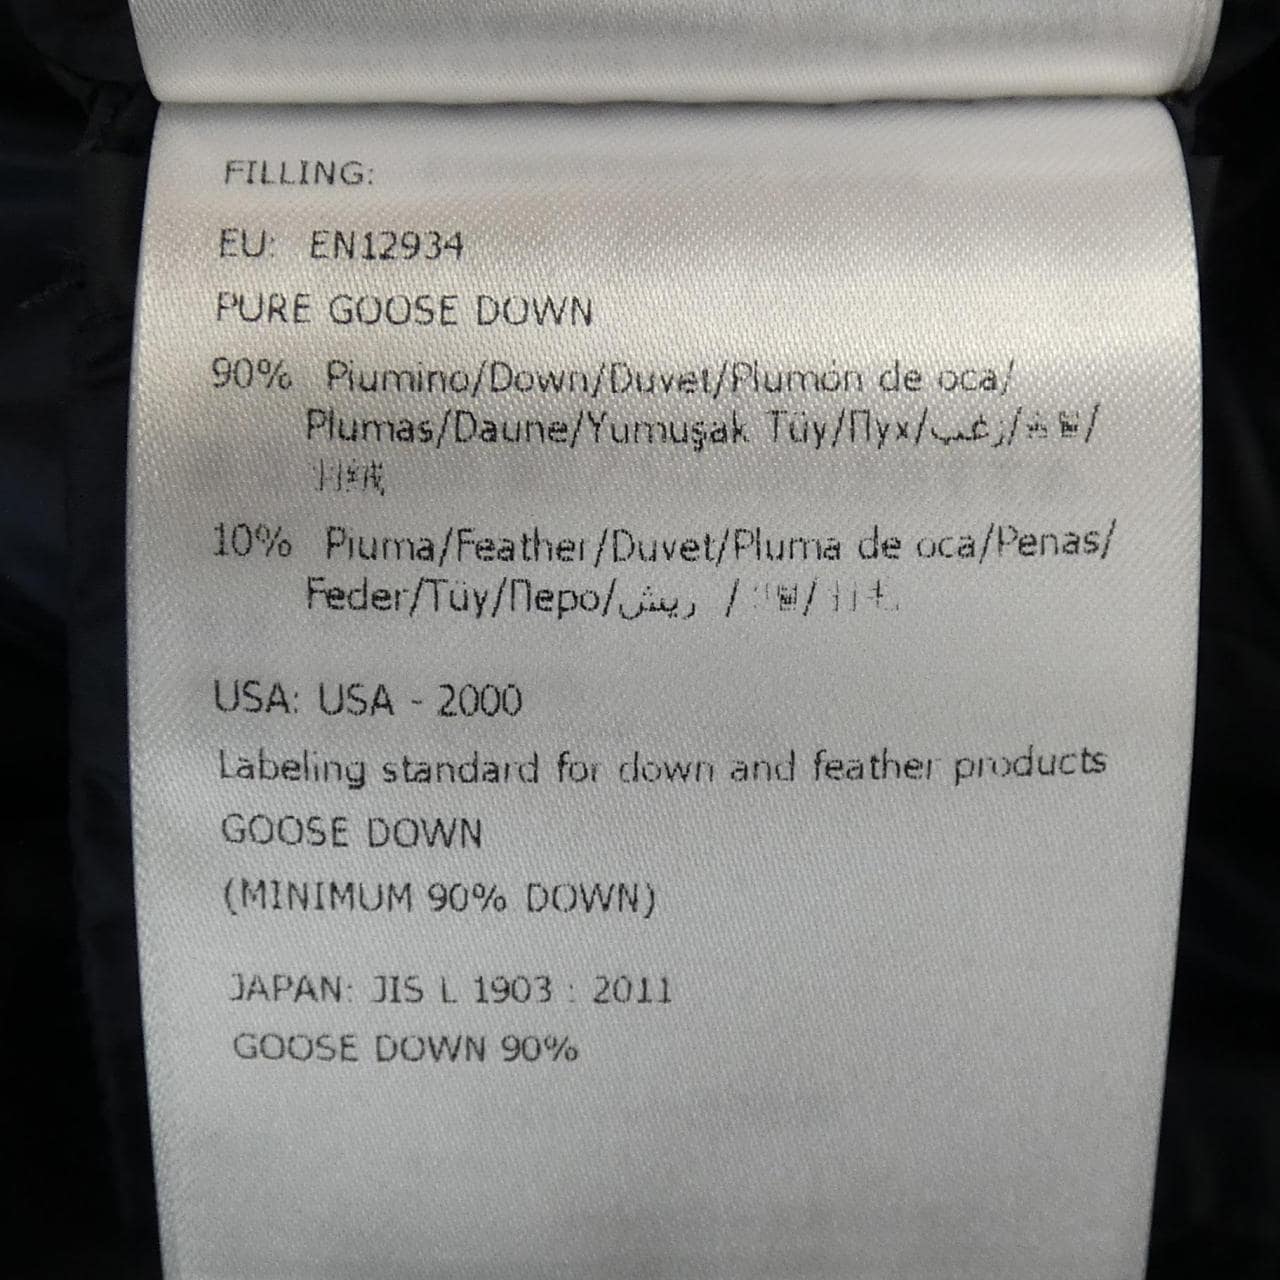 FILLING:
EU: EN12934
PURE GOOSE DOWN
90% Piumino/Down/Duvet/Plumón de oca/
Plumas/Daune/Yumuşak Tüy/Пух/زغب/
10% Piuma/Feather/Duvet/Pluma de oca/Penas/
Feder/Tüy/Перо/ريش /
USA: USA - 2000
Labeling standard for down and feather products
GOOSE DOWN
(MINIMUM 90% DOWN)
JAPAN: JIS L 1903 : 2011
GOOSE DOWN 90%